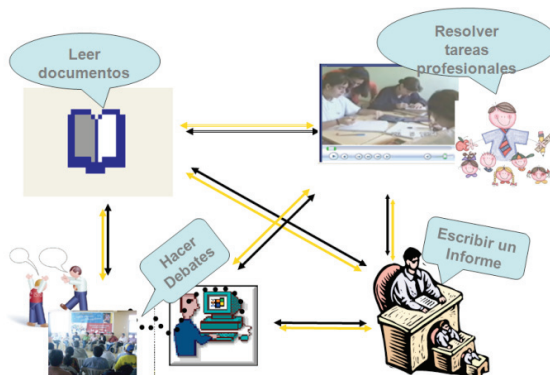 Leer
documentos
Resolver
tareas
profesionales
Hacer
Debates
Escribir un
Informe